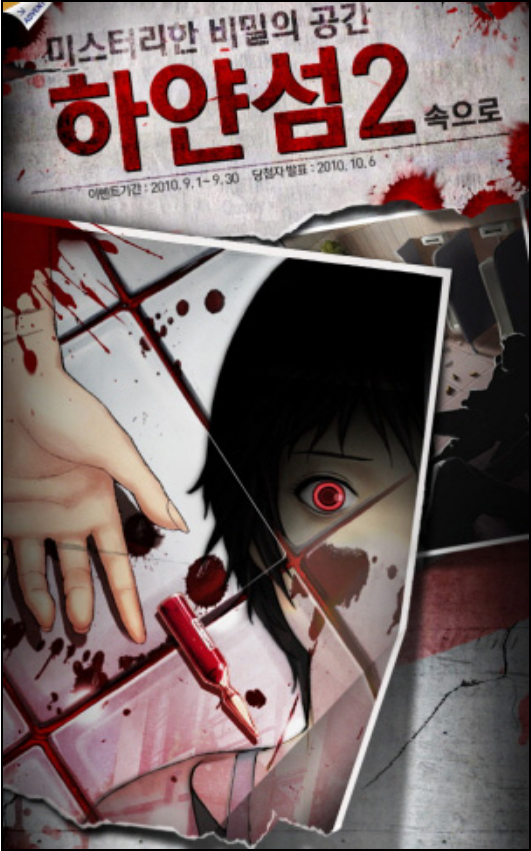 미스터리한 비밀의 공간
하얀섬2 속으로
이벤트기간 : 2010. 9. 1 ~ 9. 30 당첨자 발표 : 2010. 10. 6